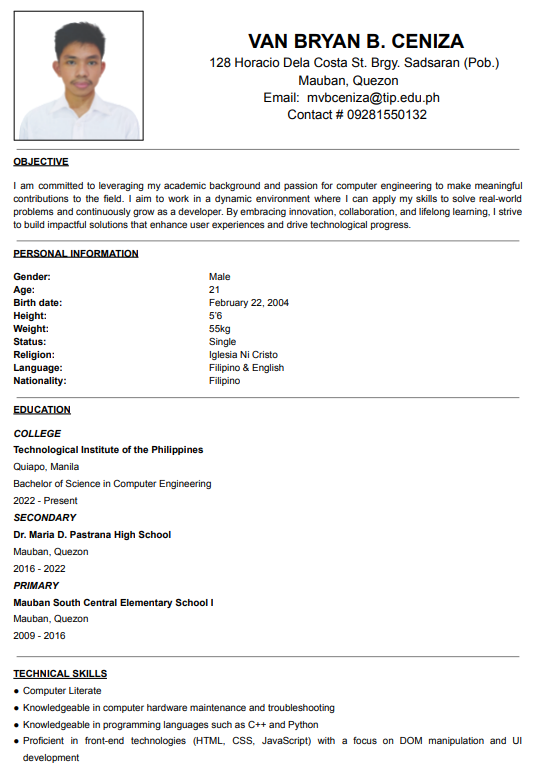 VAN BRYAN B. CENIZA
128 Horacio Dela Costa St. Brgy. Sadsaran (Pob.)
Mauban, Quezon
Email: mvbceniza@tip.edu.ph
Contact # 09281550132
OBJECTIVE
I am committed to leveraging my academic background and passion for computer engineering to make meaningful
contributions to the field. I aim to work in a dynamic environment where I can apply my skills to solve real-world
problems and continuously grow as a developer. By embracing innovation, collaboration, and lifelong learning, I strive
to build impactful solutions that enhance user experiences and drive technological progress.
PERSONAL INFORMATION
Gender: Male
Age: 21
Birth date: February 22, 2004
Height: 5'6
Weight: 55kg
Status: Single
Religion: Iglesia Ni Cristo
Language: Filipino & English
Nationality: Filipino
EDUCATION
COLLEGE
Technological Institute of the Philippines
Quiapo, Manila
Bachelor of Science in Computer Engineering
2022 - Present
SECONDARY
Dr. Maria D. Pastrana High School
Mauban, Quezon
2016 - 2022
PRIMARY
Mauban South Central Elementary School I
Mauban, Quezon
2009 - 2016
TECHNICAL SKILLS
● Computer Literate
● Knowledgeable in computer hardware maintenance and troubleshooting
● Knowledgeable in programming languages such as C++ and Python
● Proficient in front-end technologies (HTML, CSS, JavaScript) with a focus on DOM manipulation and UI
development